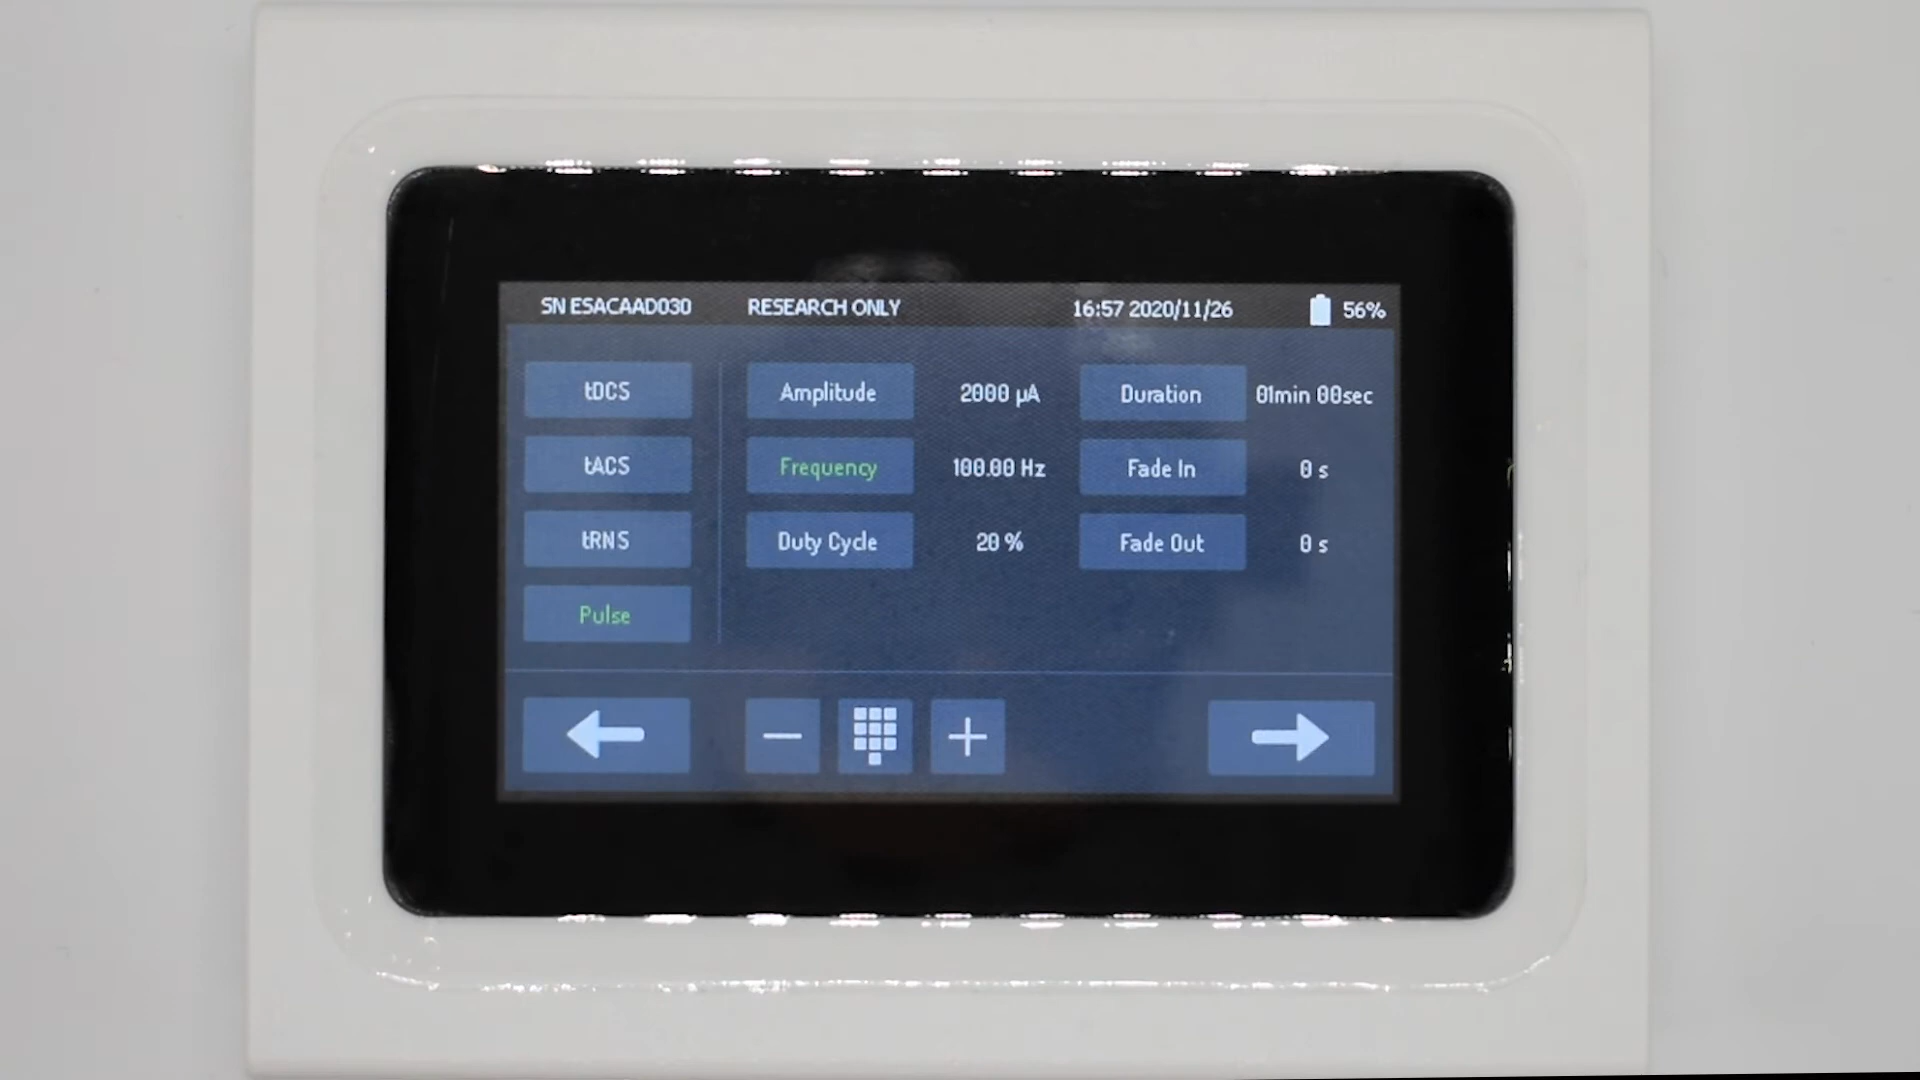 SN ESACAAD030 RESEARCH ONLY 16:57 2020/11/26 56%
tDCS Amplitude 2000 µA Duration 01min 00sec
tACS Frequency 100.00 Hz Fade In 0 s
tRNS Duty Cycle 20 % Fade Out 0 s
Pulse